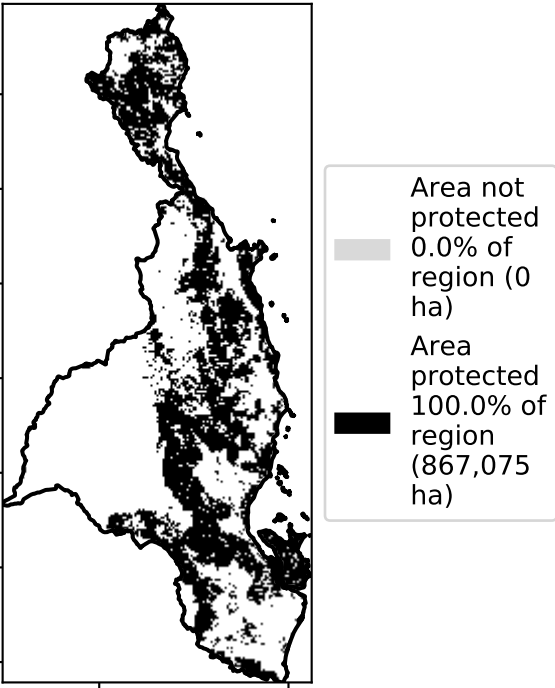 Area not
protected
0.0% of
region (0
ha)
Area
protected
100.0% of
region
(867,075
ha)